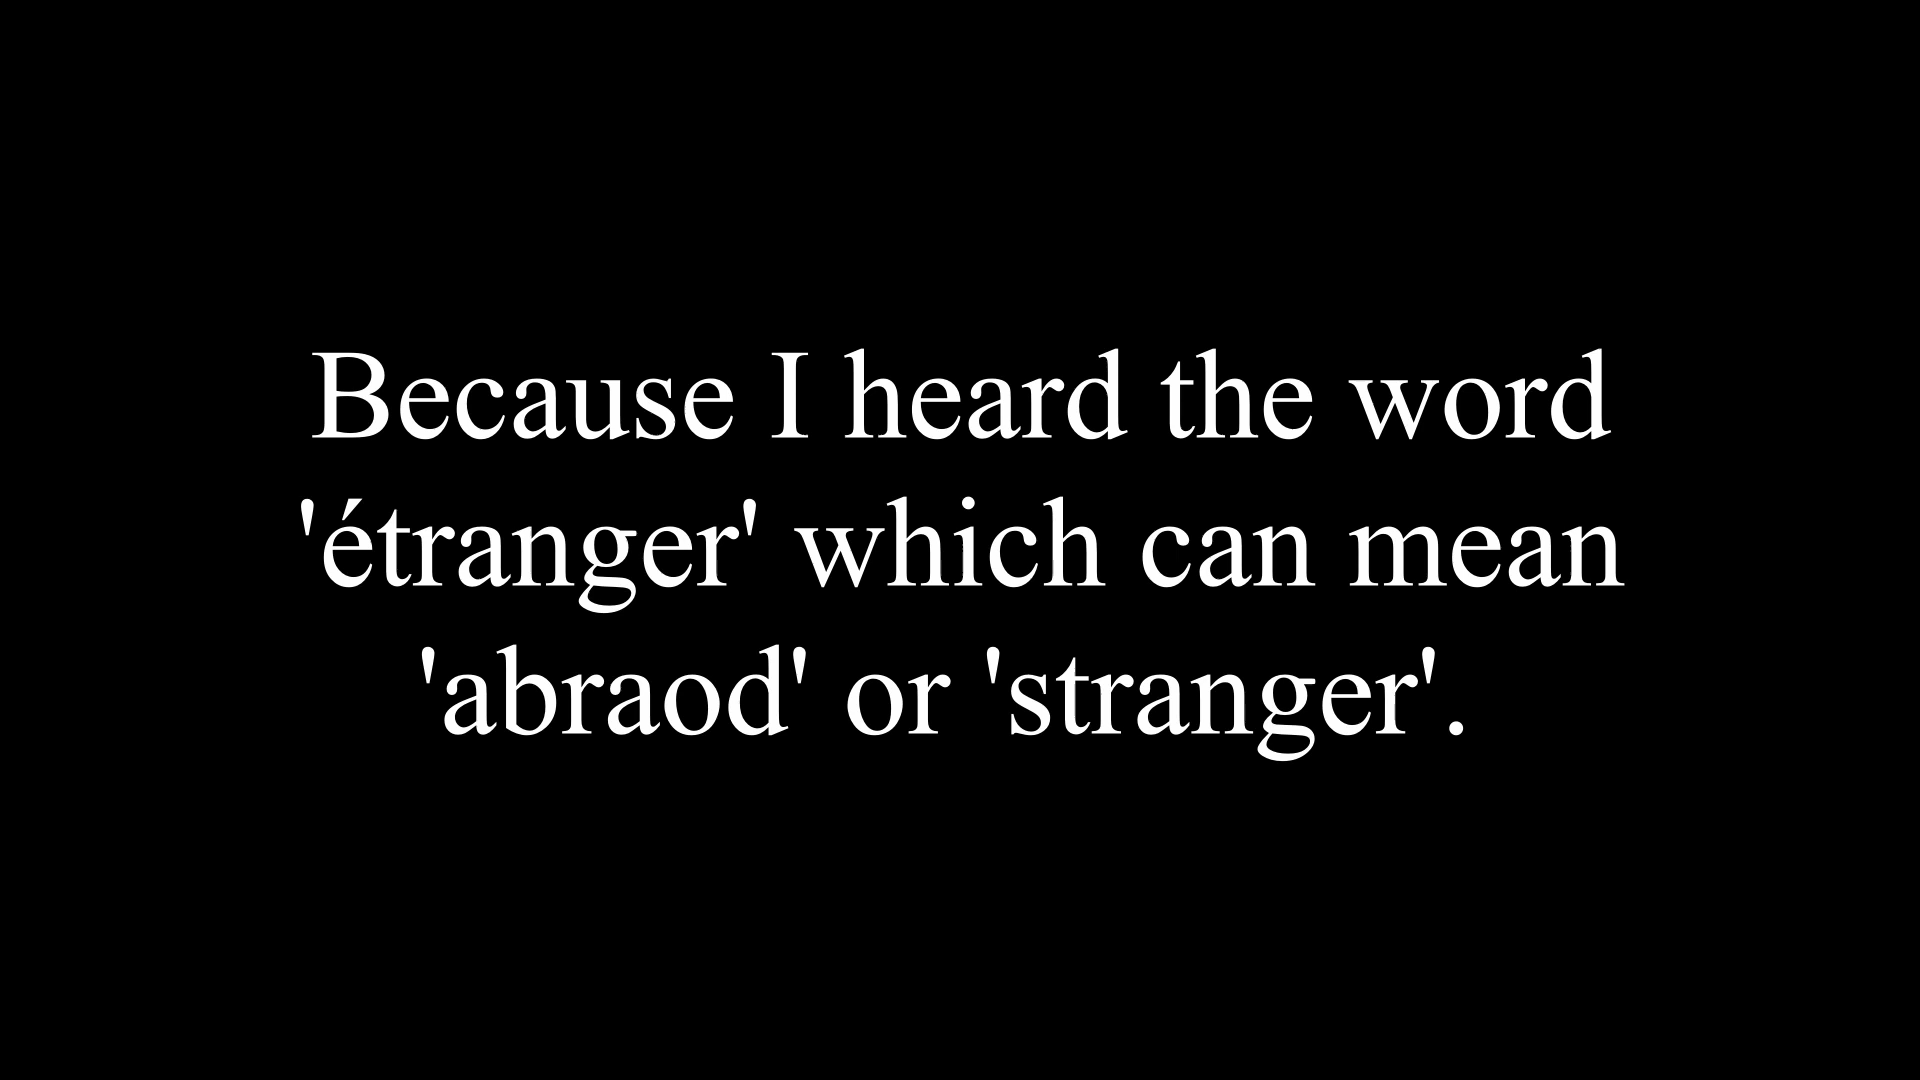 Because I heard the word
'étranger' which can mean
'abraod' or 'stranger'.